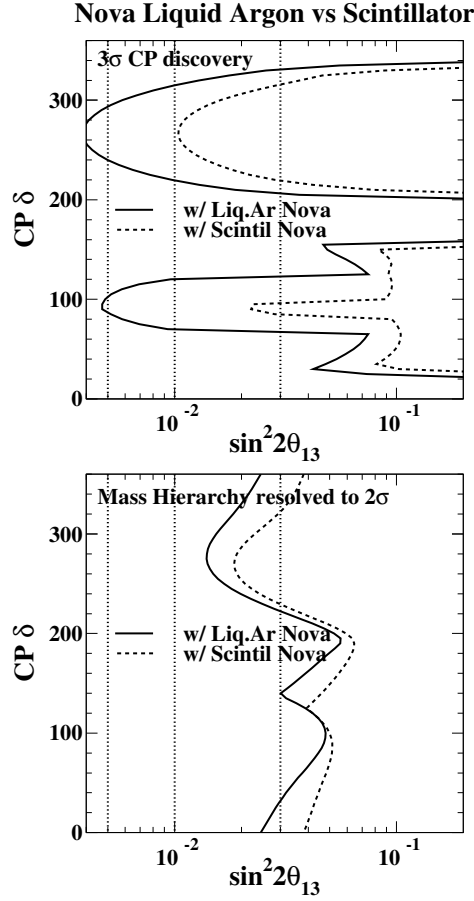 Nova Liquid Argon vs Scintillator
3σ CP discovery
300
200
100
0
CP δ
w/ Liq.Ar Nova
w/ Scintil Nova
10⁻² 10⁻¹
sin²2θ₁₃
Mass Hierarchy resolved to 2σ
300
200
100
0
CP δ
w/ Liq.Ar Nova
w/ Scintil Nova
10⁻² 10⁻¹
sin²2θ₁₃